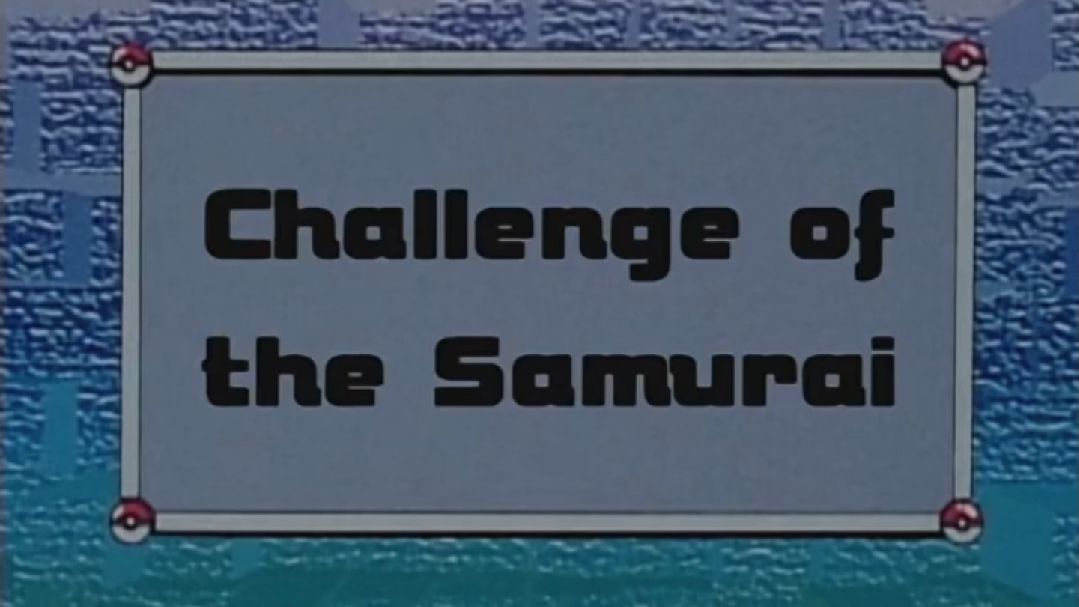 Challenge of
the Samurai